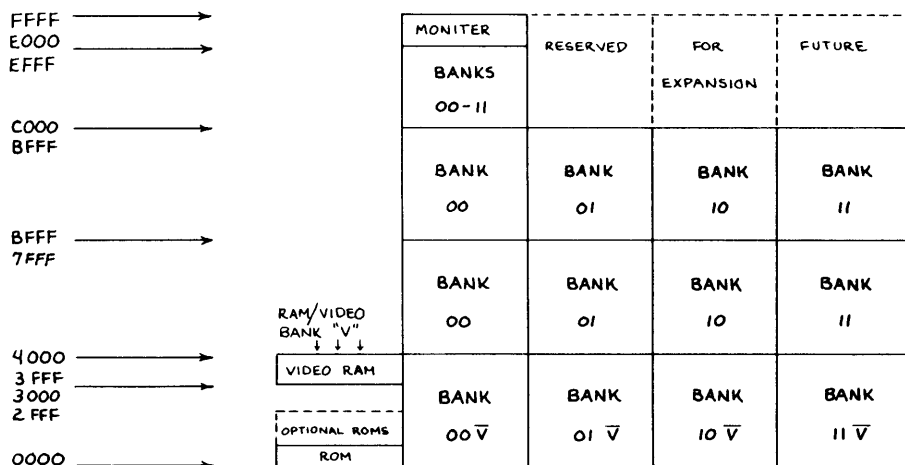 FFFF
E000
EFFF
C000
BFFF
BFFF
7FFF
4000
3FFF
3000
2FFF
0000
MONITER
BANKS
00-11
RESERVED
FOR
EXPANSION
FUTURE
BANK
00
BANK
01
BANK
10
BANK
11
BANK
00
BANK
01
BANK
10
BANK
11
RAM/VIDEO
BANK "V"
VIDEO RAM
OPTIONAL ROMS
ROM
BANK
00 V̅
BANK
01 V̅
BANK
10 V̅
BANK
11 V̅